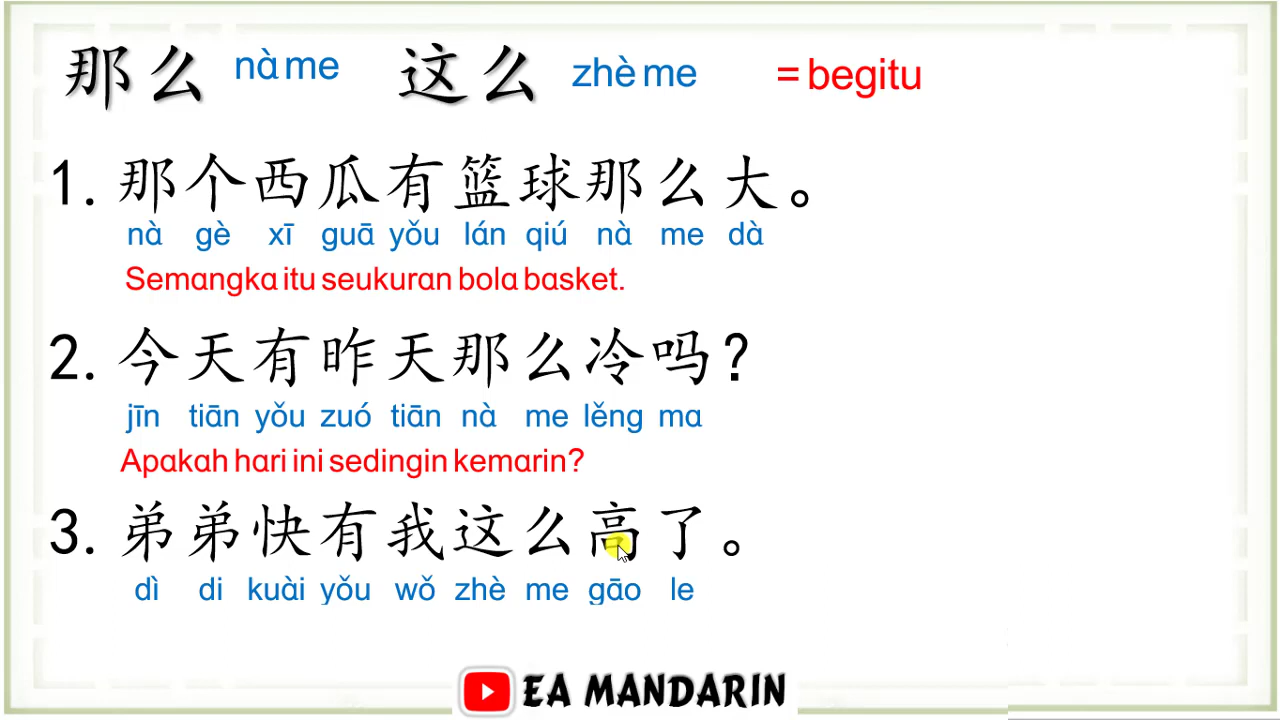 那么 nà me 这么 zhè me = begitu
1. 那个西瓜有篮球那么大。
nà gè xī guā yǒu lán qiú nà me dà
Semangka itu seukuran bola basket.
2. 今天有昨天那么冷吗?
jīn tiān yǒu zuó tiān nà me lěng ma
Apakah hari ini sedingin kemarin?
3. 弟弟快有我这么高了。
dì di kuài yǒu wǒ zhè me gāo le
EA MANDARIN